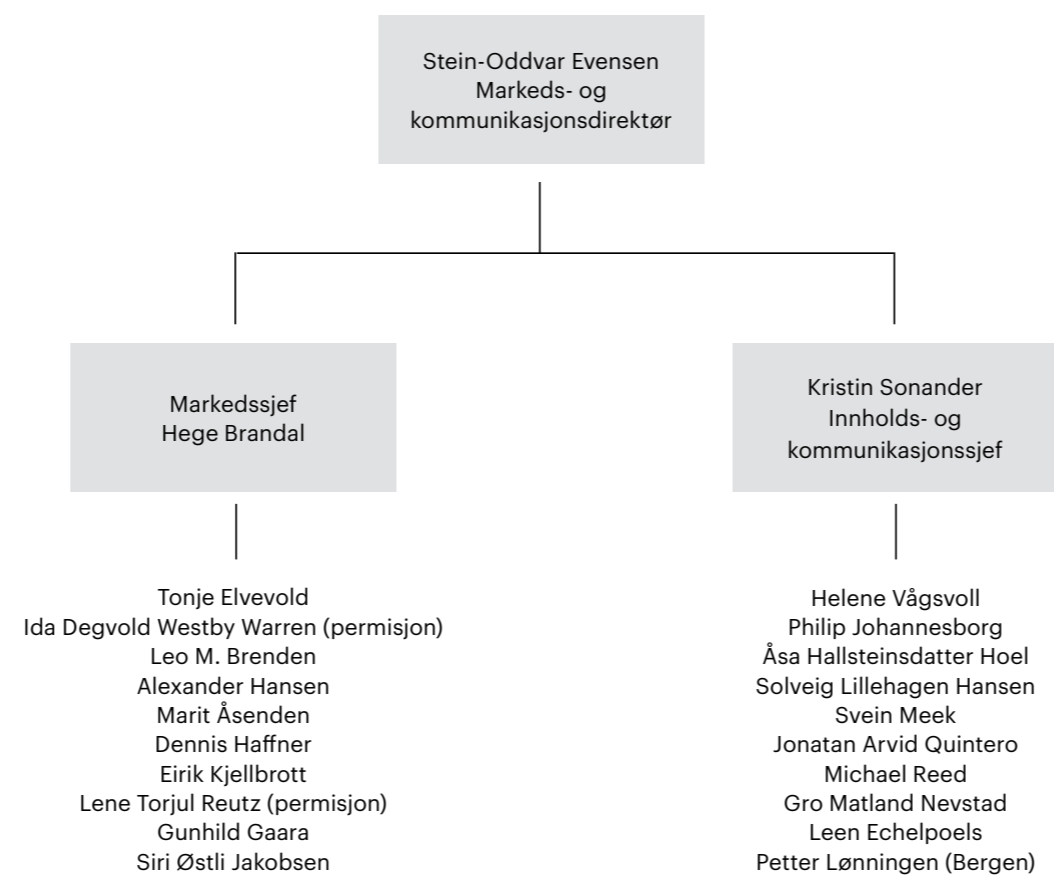 Stein-Oddvar Evensen
Markeds- og
kommunikasjonsdirektør
Markedssjef
Hege Brandal
Kristin Sonander
Innholds- og
kommunikasjonssjef
Tonje Elvevold
Ida Degvold Westby Warren (permisjon)
Leo M. Brenden
Alexander Hansen
Marit Åsenden
Dennis Haffner
Eirik Kjellbrott
Lene Torjul Reutz (permisjon)
Gunhild Gaara
Siri Østli Jakobsen
Helene Vågsvoll
Philip Johannesborg
Åsa Hallsteinsdatter Hoel
Solveig Lillehagen Hansen
Svein Meek
Jonatan Arvid Quintero
Michael Reed
Gro Matland Nevstad
Leen Echelpoels
Petter Lønningen (Bergen)